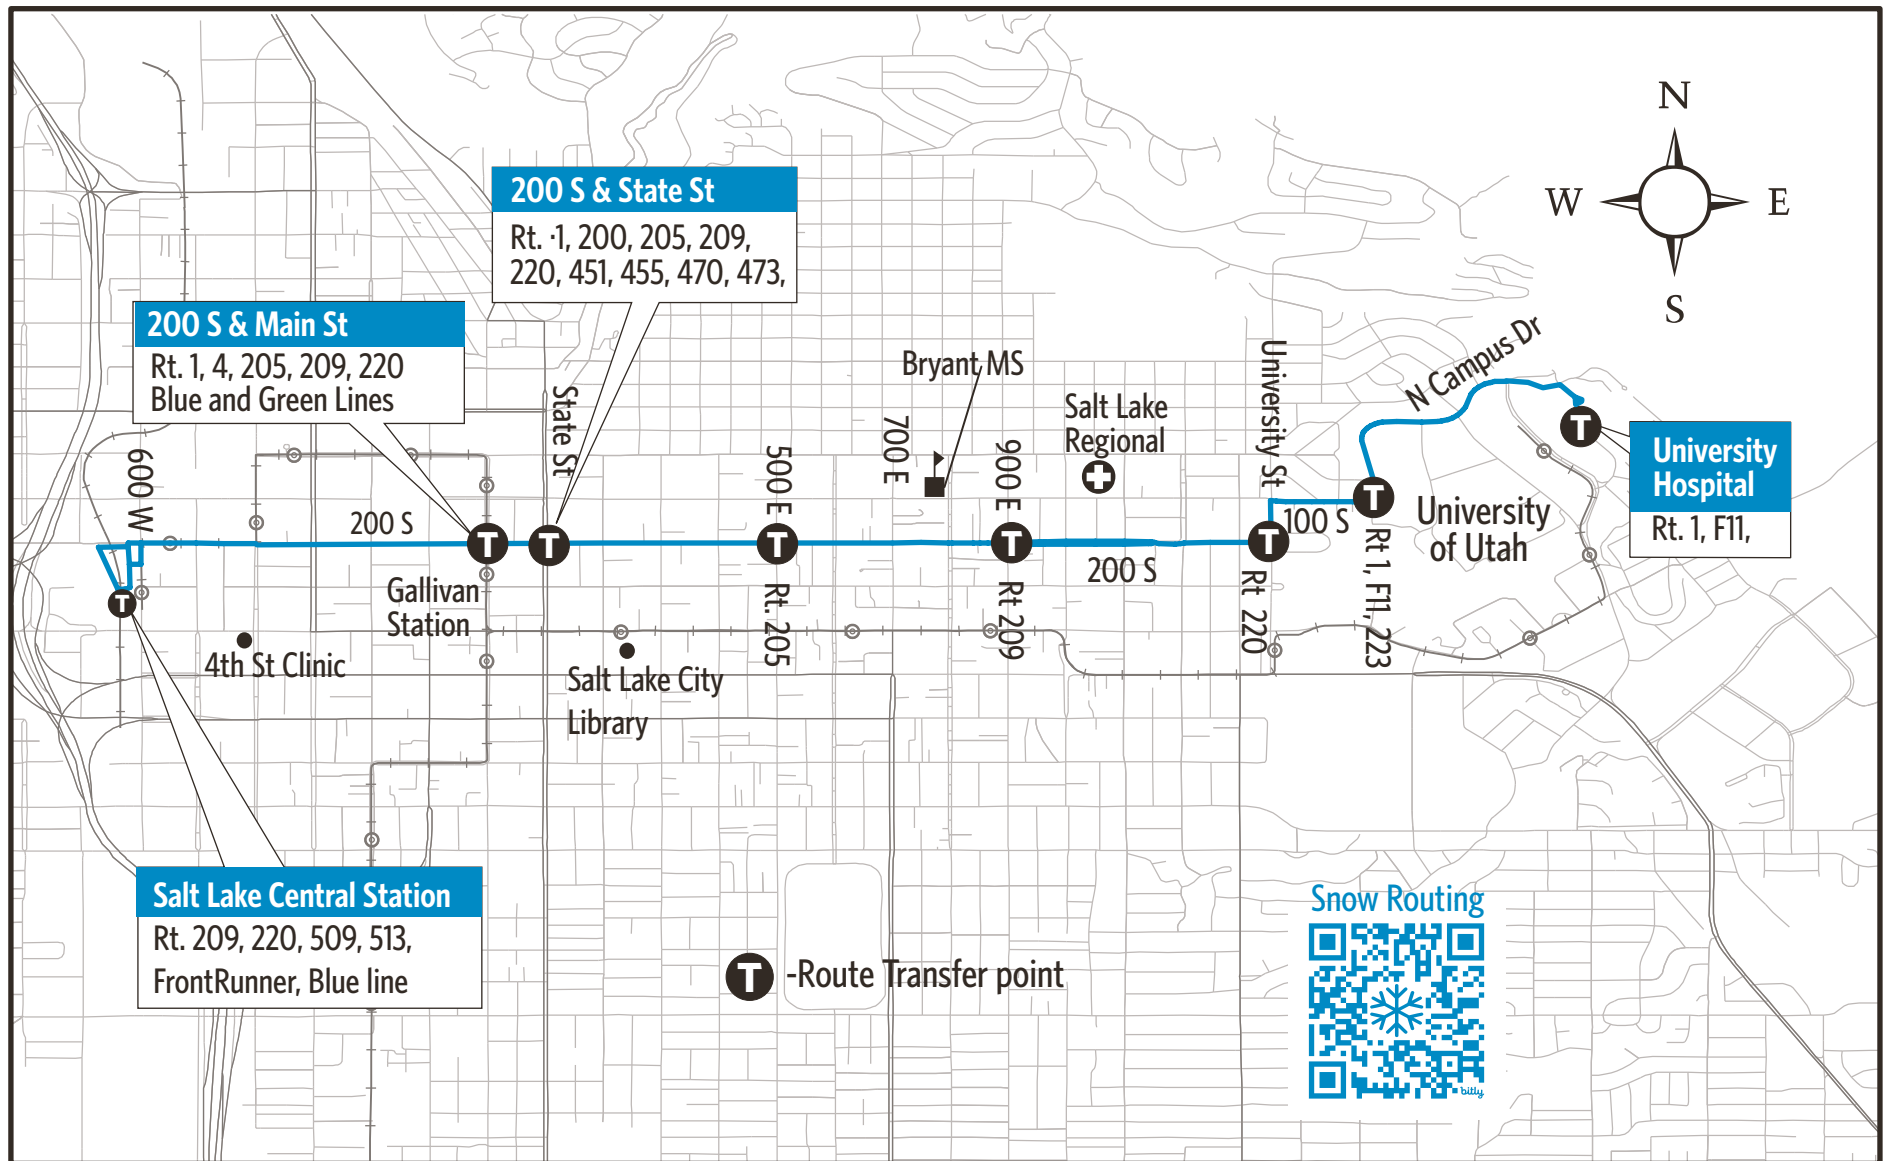 N
W
E
S
200 S & State St
Rt. ·1, 200, 205, 209,
220, 451, 455, 470, 473,
200 S & Main St
Rt. 1, 4, 205, 209, 220
Blue and Green Lines
N Campus Dr
University St
Bryant MS
Salt Lake
Regional
State St
700 E
900 E
500 E
600 W
T
University
Hospital
Rt. 1, F11,
T
University
of Utah
100 S
200 S
T
T
T
T
T
200 S
Gallivan
Station
T
Rt. 205
Rt 209
Rt 220
Rt 1, F11, 223
4th St Clinic
Salt Lake City
Library
Salt Lake Central Station
Rt. 209, 220, 509, 513,
FrontRunner, Blue line
T -Route Transfer point
Snow Routing
bitly